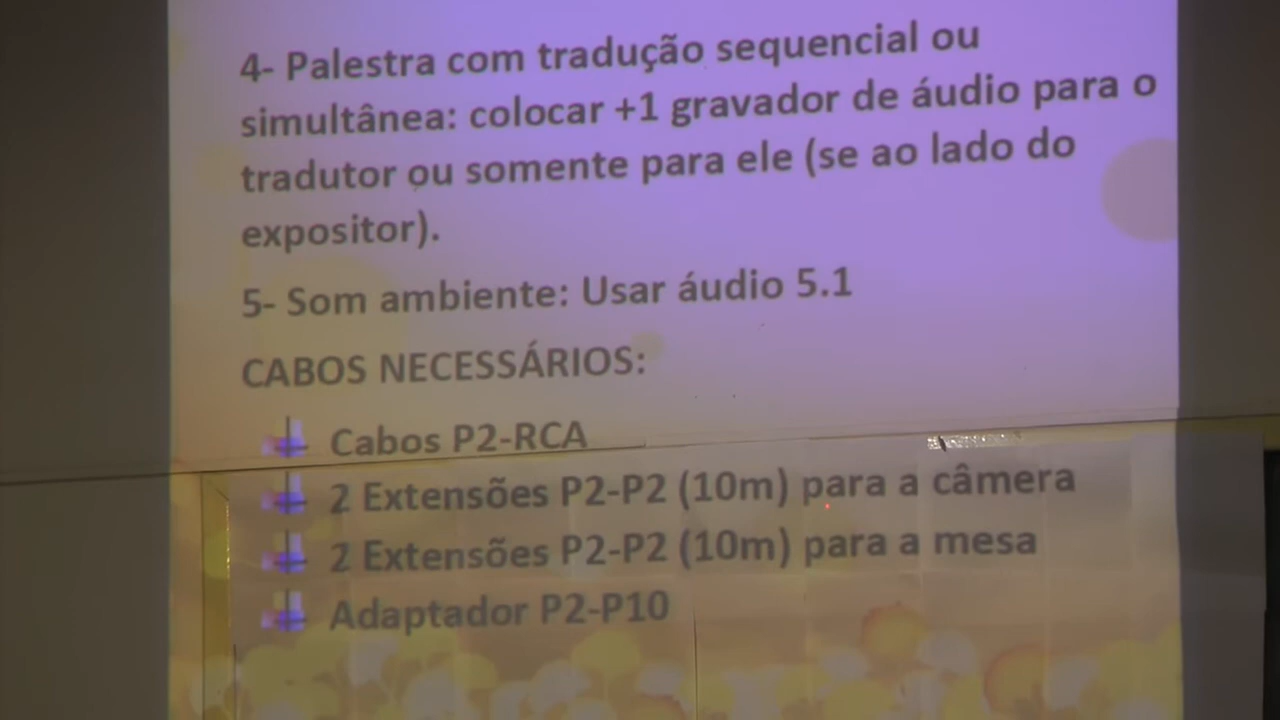 4- Palestra com tradução sequencial ou
simultânea: colocar +1 gravador de áudio para o
tradutor ou somente para ele (se ao lado do
expositor).
5- Som ambiente: Usar áudio 5.1
CABOS NECESSÁRIOS:
Cabos P2-RCA
2 Extensões P2-P2 (10m) para a câmera
2 Extensões P2-P2 (10m) para a mesa
Adaptador P2-P10